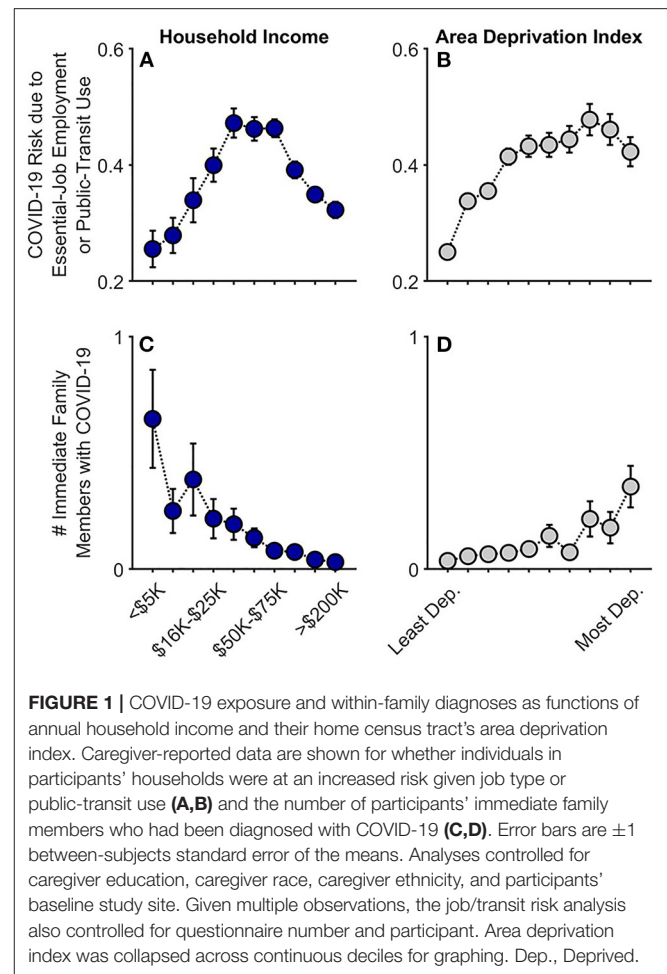 Household Income
Area Deprivation Index
A
B
COVID-19 Risk due to
Essential-Job Employment
or Public-Transit Use
0.6
0.4
0.2
0.6
0.4
0.2
C
D
# Immediate Family
Members with COVID-19
1
0
1
0
<$5K
$16K-$25K
$50K-$75K
>$200K
Least Dep.
Most Dep.
FIGURE 1 | COVID-19 exposure and within-family diagnoses as functions of
annual household income and their home census tract's area deprivation
index. Caregiver-reported data are shown for whether individuals in
participants' households were at an increased risk given job type or
public-transit use (A,B) and the number of participants' immediate family
members who had been diagnosed with COVID-19 (C,D). Error bars are ±1
between-subjects standard error of the means. Analyses controlled for
caregiver education, caregiver race, caregiver ethnicity, and participants'
baseline study site. Given multiple observations, the job/transit risk analysis
also controlled for questionnaire number and participant. Area deprivation
index was collapsed across continuous deciles for graphing. Dep., Deprived.